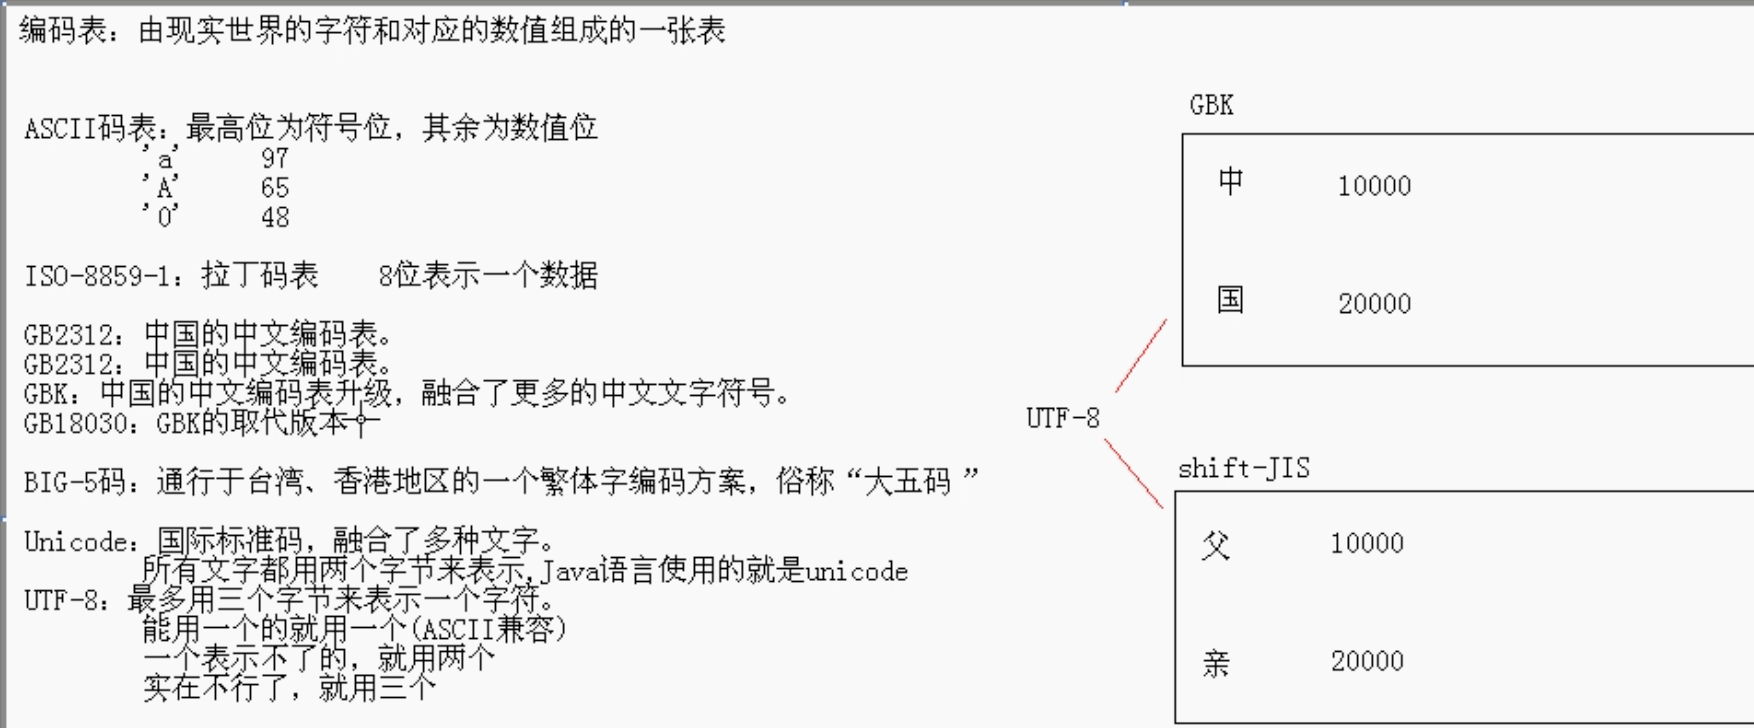 编码表：由现实世界的字符和对应的数值组成的一张表
ASCII码表：最高位为符号位，其余为数值位
'a' 97
'A' 65
'0' 48
ISO-8859-1：拉丁码表 8位表示一个数据
GB2312：中国的中文编码表。
GB2312：中国的中文编码表。
GBK：中国的中文编码表升级，融合了更多的中文文字符号。
GB18030：GBK的取代版本
BIG-5码：通行于台湾、香港地区的一个繁体字编码方案，俗称“大五码”
Unicode：国际标准码，融合了多种文字。
所有文字都用两个字节来表示,Java语言使用的就是unicode
UTF-8：最多用三个字节来表示一个字符。
能用一个的就用一个(ASCII兼容)
一个表示不了的，就用两个
实在不行了，就用三个
UTF-8
GBK
中 10000
国 20000
shift-JIS
父 10000
亲 20000